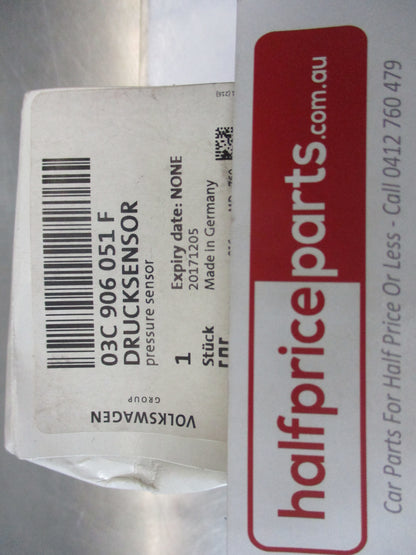 03C 906 051 F
DRUCKSENSOR
pressure sensor
1
Expiry date: NONE
20171205
Stück
Made in Germany
VOLKSWAGEN
GROUP
halfpriceparts.com.au
Car Parts For Half Price Or Less - Call 0412 760 479